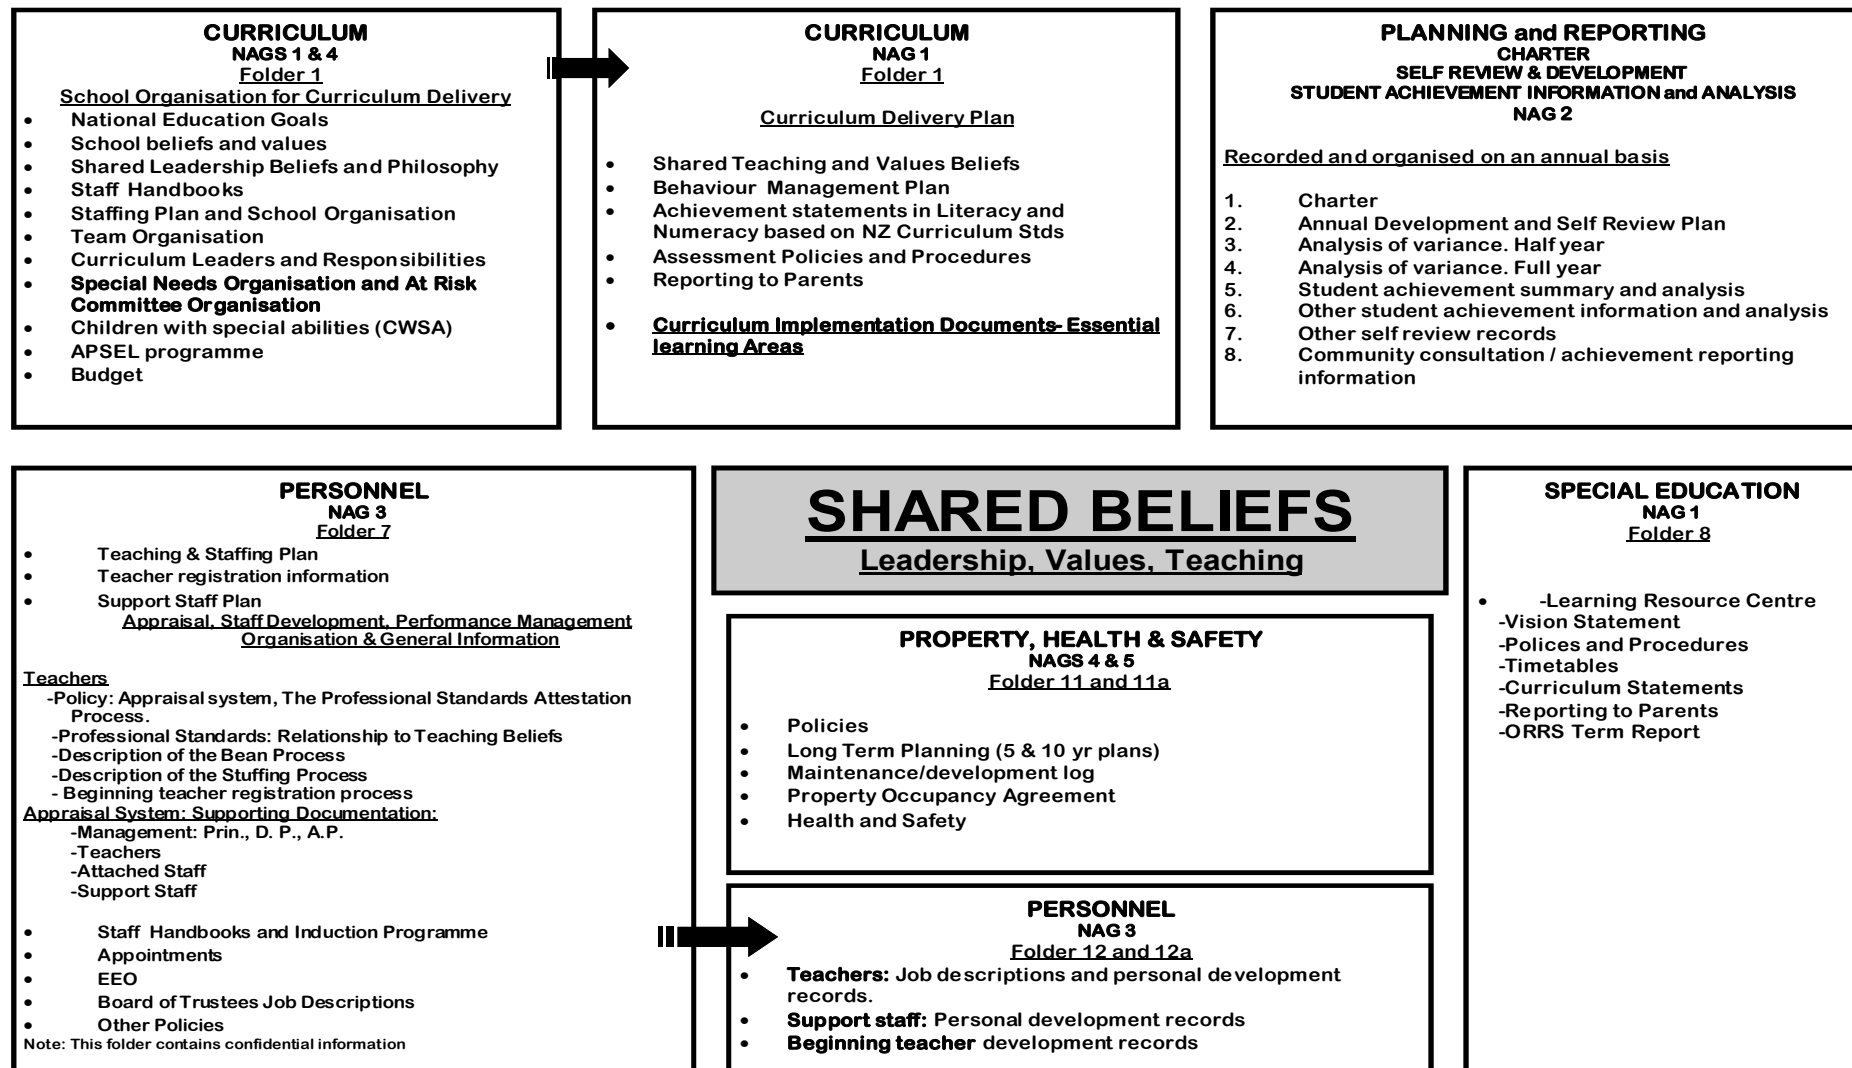 CURRICULUM
NAGS 1 & 4
Folder 1
School Organisation for Curriculum Delivery
• National Education Goals
• School beliefs and values
• Shared Leadership Beliefs and Philosophy
• Staff Handbooks
• Staffing Plan and School Organisation
• Team Organisation
• Curriculum Leaders and Responsibilities
• Special Needs Organisation and At Risk
Committee Organisation
• Children with special abilities (CWSA)
• APSEL programme
• Budget
CURRICULUM
NAG 1
Folder 1
Curriculum Delivery Plan
• Shared Teaching and Values Beliefs
• Behaviour Management Plan
• Achievement statements in Literacy and
Numeracy based on NZ Curriculum Stds
• Assessment Policies and Procedures
• Reporting to Parents
• Curriculum Implementation Documents- Essential
learning Areas
PLANNING and REPORTING
CHARTER
SELF REVIEW & DEVELOPMENT
STUDENT ACHIEVEMENT INFORMATION and ANALYSIS
NAG 2
Recorded and organised on an annual basis
1. Charter
2. Annual Development and Self Review Plan
3. Analysis of variance. Half year
4. Analysis of variance. Full year
5. Student achievement summary and analysis
6. Other student achievement information and analysis
7. Other self review records
8. Community consultation / achievement reporting
information
PERSONNEL
NAG 3
Folder 7
• Teaching & Staffing Plan
• Teacher registration information
• Support Staff Plan
Appraisal, Staff Development, Performance Management
Organisation & General Information
Teachers
-Policy: Appraisal system, The Professional Standards Attestation
Process.
-Professional Standards: Relationship to Teaching Beliefs
-Description of the Bean Process
-Description of the Stuffing Process
- Beginning teacher registration process
Appraisal System: Supporting Documentation:
-Management: Prin., D. P., A.P.
-Teachers
-Attached Staff
-Support Staff
• Staff Handbooks and Induction Programme
• Appointments
• EEO
• Board of Trustees Job Descriptions
• Other Policies
Note: This folder contains confidential information
SHARED BELIEFS
Leadership, Values, Teaching
PROPERTY, HEALTH & SAFETY
NAGS 4 & 5
Folder 11 and 11a
• Policies
• Long Term Planning (5 & 10 yr plans)
• Maintenance/development log
• Property Occupancy Agreement
• Health and Safety
PERSONNEL
NAG 3
Folder 12 and 12a
• Teachers: Job descriptions and personal development
records.
• Support staff: Personal development records
• Beginning teacher development records
SPECIAL EDUCATION
NAG 1
Folder 8
• -Learning Resource Centre
-Vision Statement
-Polices and Procedures
-Timetables
-Curriculum Statements
-Reporting to Parents
-ORRS Term Report